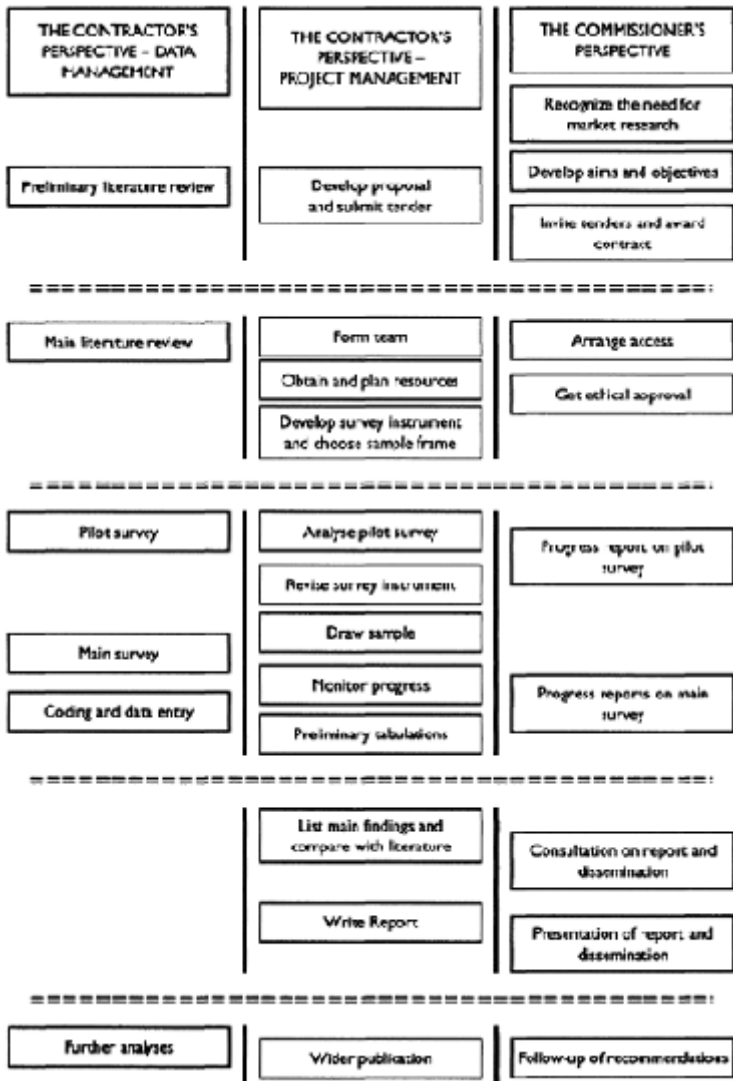 THE CONTRACTOR'S
PERSPECTIVE – DATA
MANAGEMENT
THE CONTRACTOR'S
PERSPECTIVE –
PROJECT MANAGEMENT
THE COMMISSIONER'S
PERSPECTIVE
Recognize the need for
market research
Preliminary literature review
Develop proposal
and submit tender
Develop aims and objectives
Invite tenders and award
contract
Main literature review
Form team
Obtain and plan resources
Develop survey instrument
and choose sample frame
Arrange access
Get ethical approval
Pilot survey
Main survey
Coding and data entry
Analyse pilot survey
Revise survey instrument
Draw sample
Monitor progress
Preliminary tabulations
Progress report on pilot
survey
Progress reports on main
survey
List main findings and
compare with literature
Write Report
Consultation on report and
dissemination
Presentation of report and
dissemination
Further analyses
Wider publication
Follow-up of recommendations